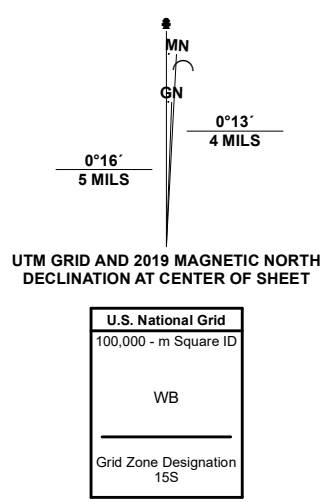 MN
GN
0°13´
4 MILS
0°16´
5 MILS
UTM GRID AND 2019 MAGNETIC NORTH
DECLINATION AT CENTER OF SHEET
U.S. National Grid
100,000 - m Square ID
WB
Grid Zone Designation
15S